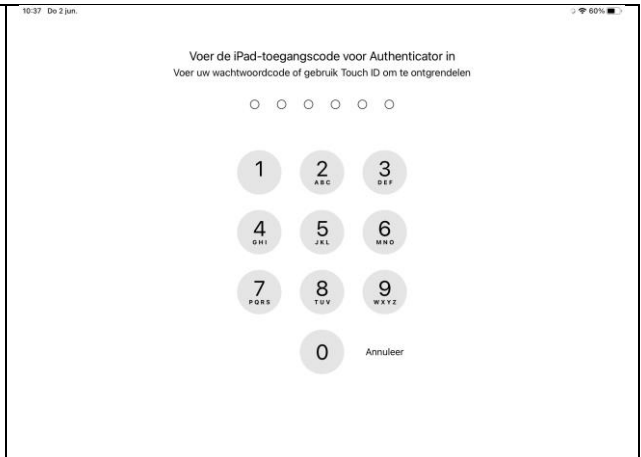 10:37 Do 2 jun.
60%
Voer de iPad-toegangscode voor Authenticator in
Voer uw wachtwoordcode of gebruik Touch ID om te ontgrendelen
1 2 3
ABC DEF
4 5 6
GHI JKL MNO
7 8 9
PQRS TUV WXYZ
0 Annuleer